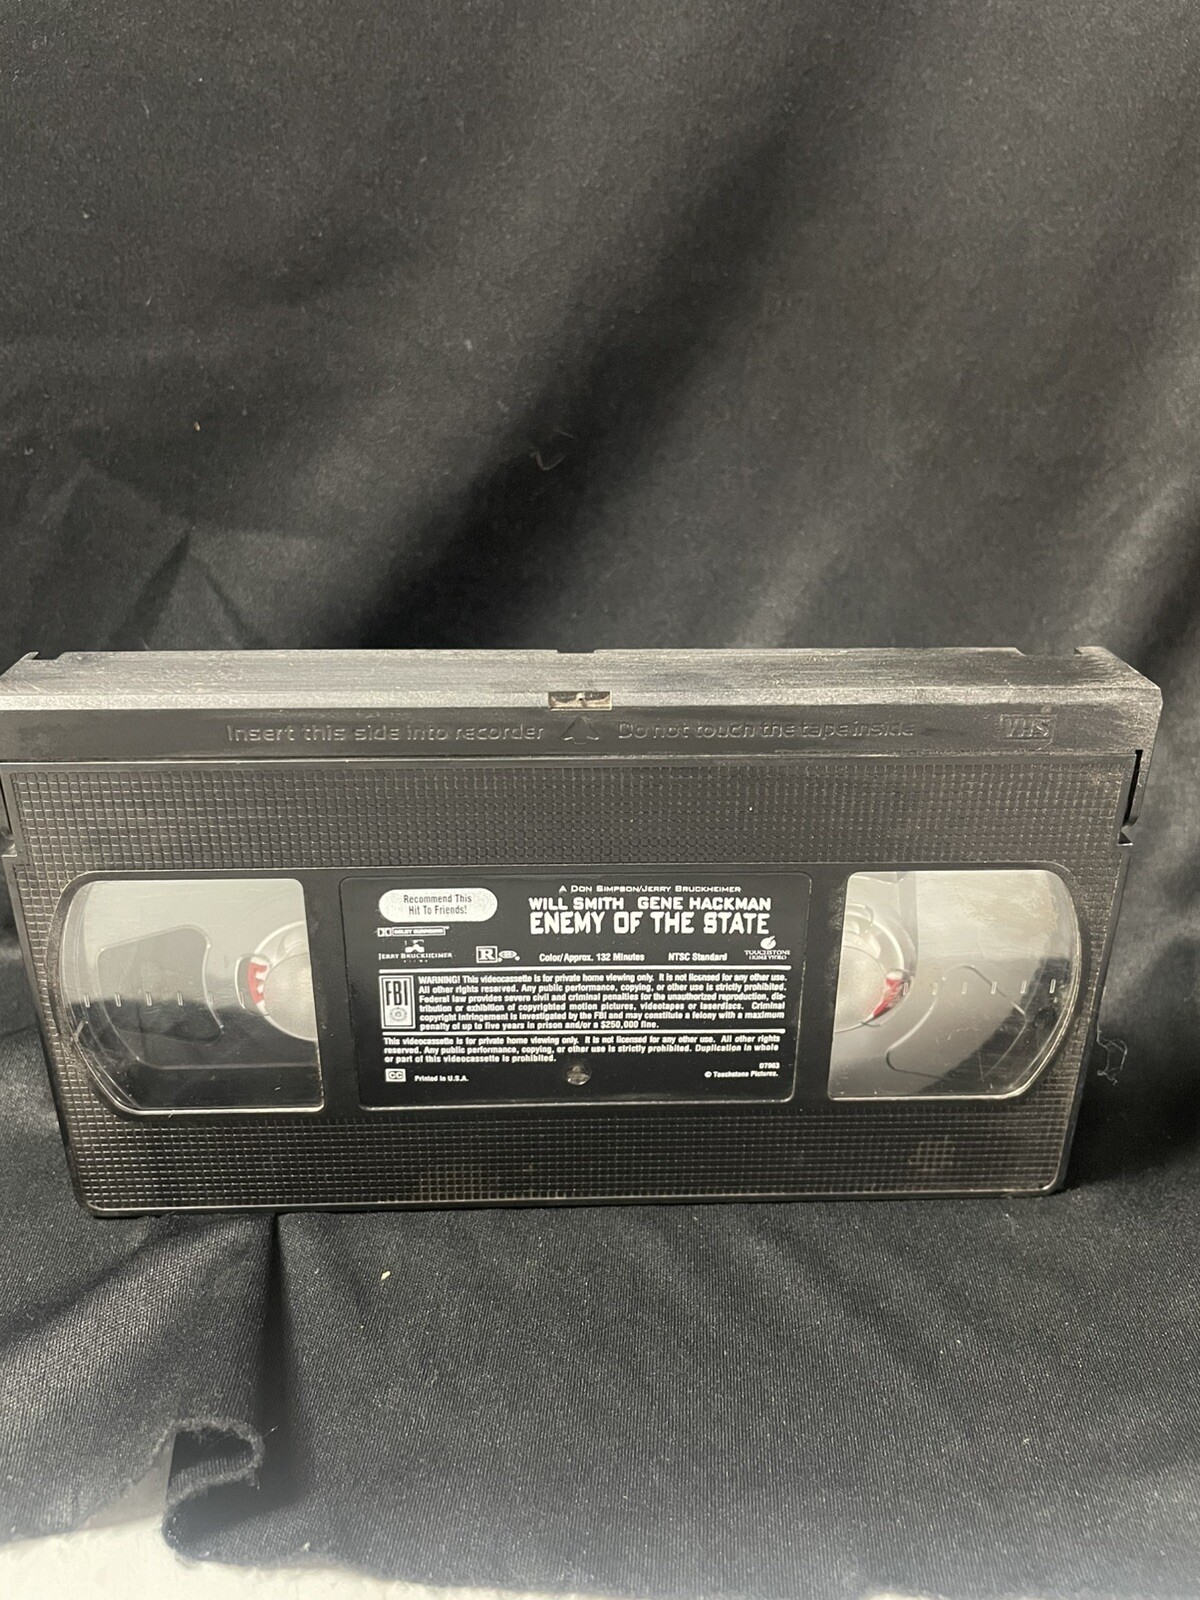 Insert this side into recorder Do not touch the tape inside VHS
Recommend This
Hit To Friends!
DOLBY SURROUND
JERRY BRUCKHEIMER
FILMS
A DON SIMPSON/JERRY BRUCKHEIMER
WILL SMITH GENE HACKMAN
ENEMY OF THE STATE
R Color/Approx. 132 Minutes NTSC Standard
TOUCHSTONE
HOME VIDEO
FBI
WARNING! This videocassette is for private home viewing only. It is not licensed for any other use.
All other rights reserved. Any public performance, copying, or other use is strictly prohibited.
Federal law provides severe civil and criminal penalties for the unauthorized reproduction, dis-
tribution or exhibition of copyrighted motion pictures, videotapes or laserdiscs. Criminal
copyright infringement is investigated by the FBI and may constitute a felony with a maximum
penalty of up to five years in prison and/or a $250,000 fine.
This videocassette is for private home viewing only. It is not licensed for any other use. All other rights
reserved. Any public performance, copying, or other use is strictly prohibited. Duplication in whole
or part of this videocassette is prohibited.
CC Printed in U.S.A.
D7963
© Touchstone Pictures.